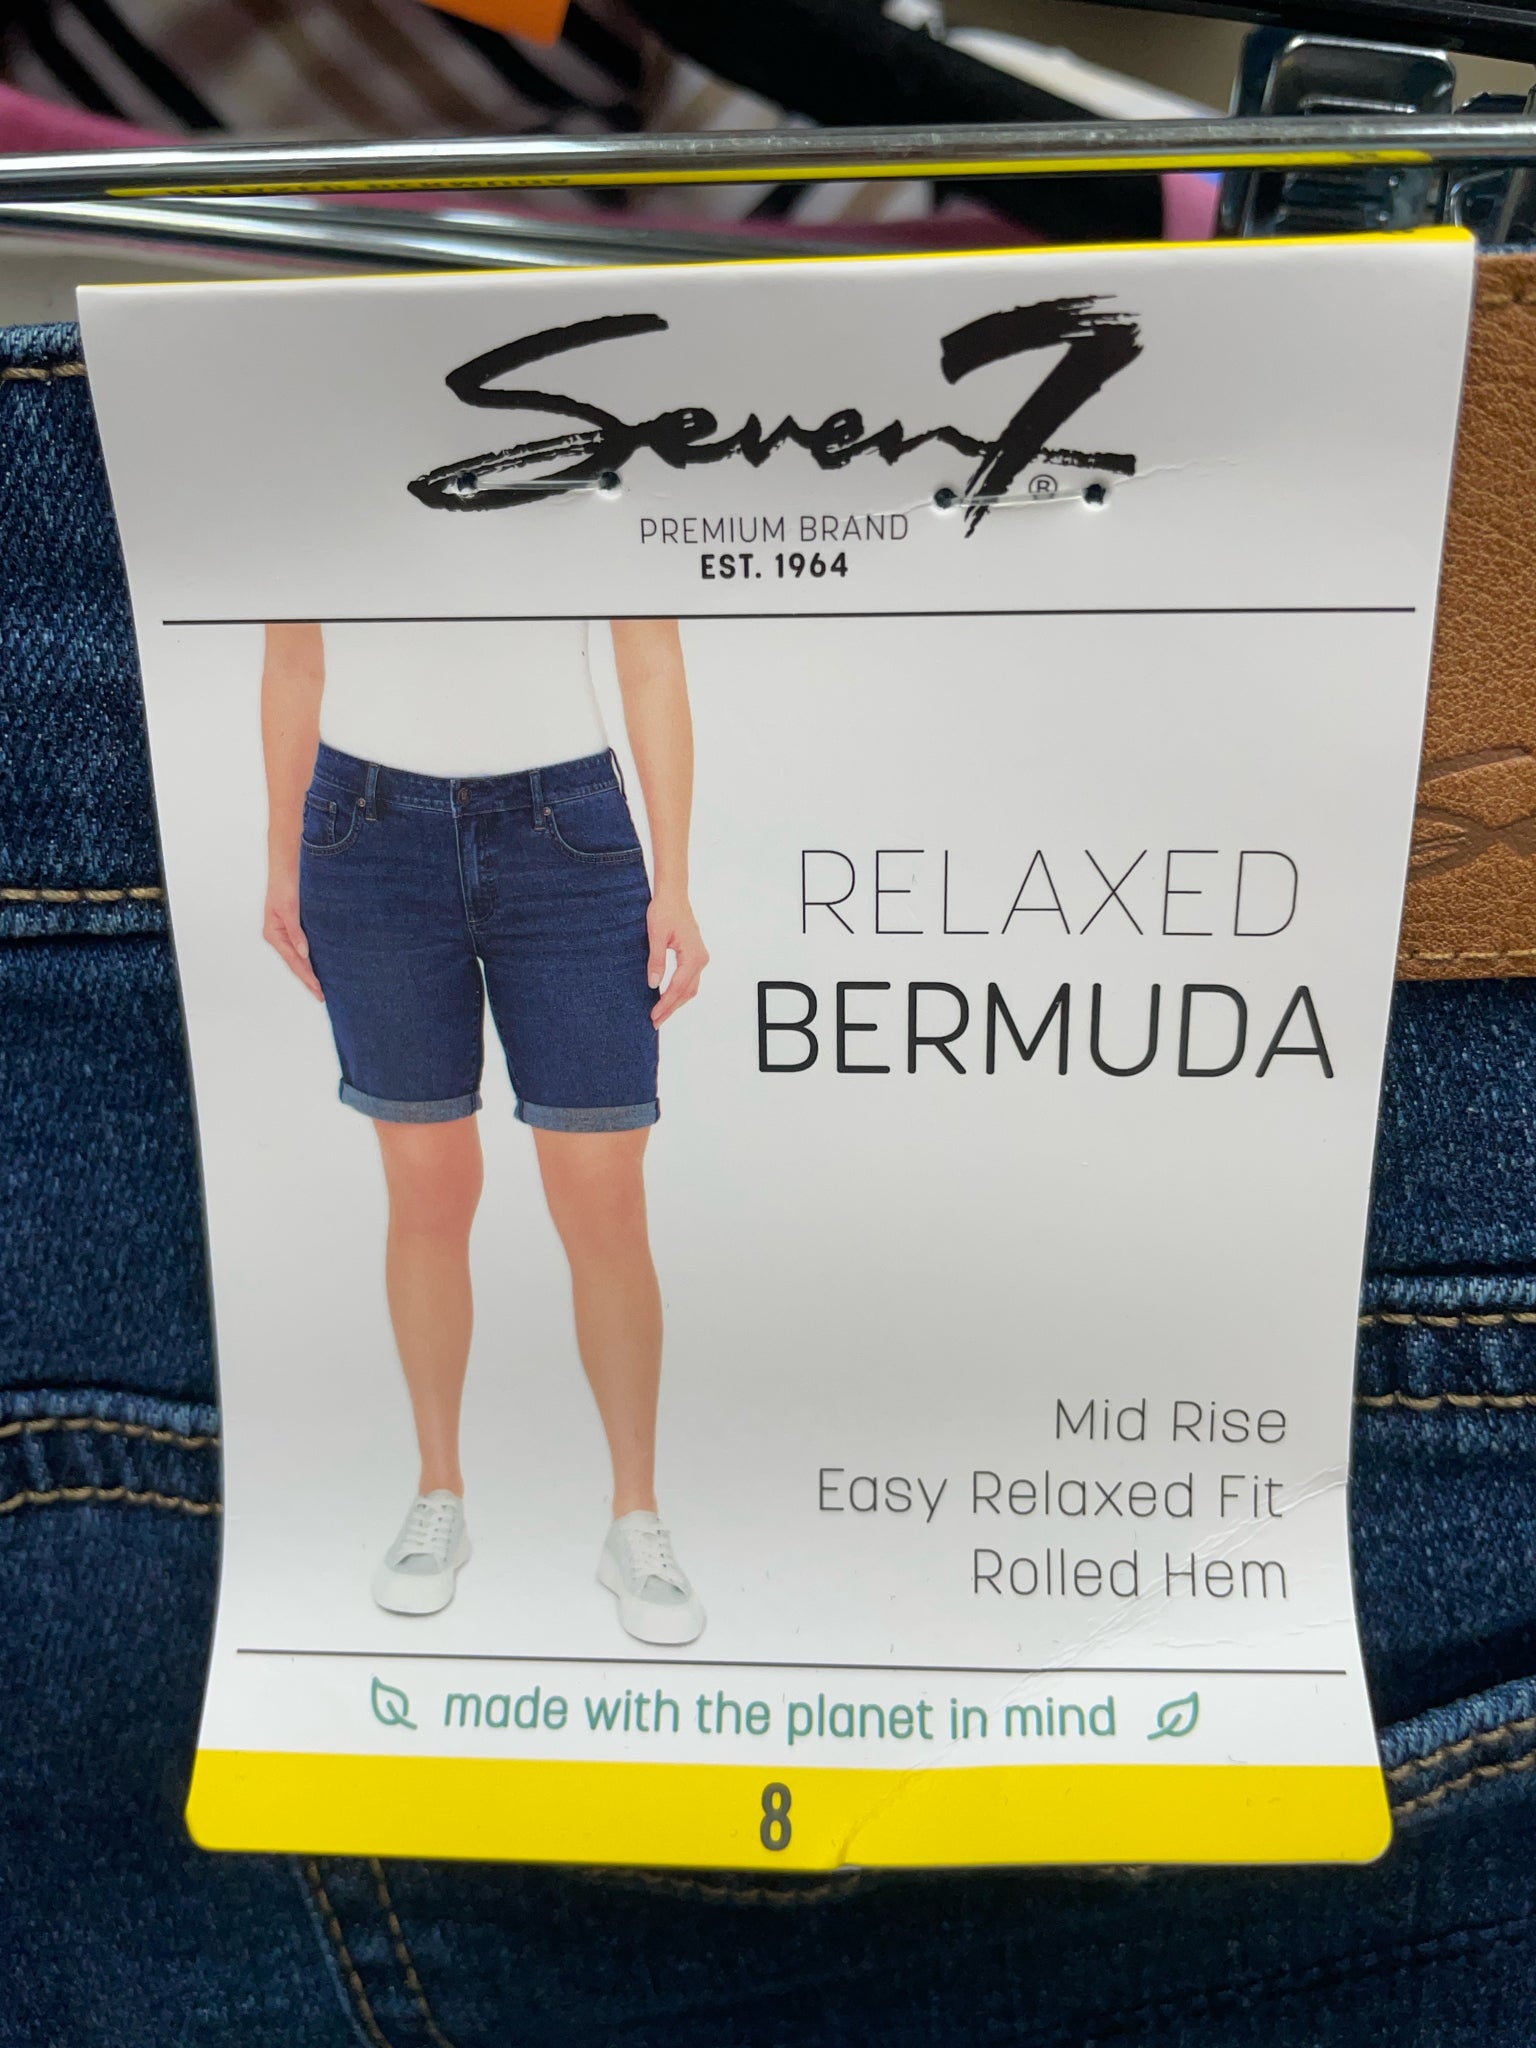 Seven7®
PREMIUM BRAND
EST. 1964
RELAXED
BERMUDA
Mid Rise
Easy Relaxed Fit
Rolled Hem
made with the planet in mind
8